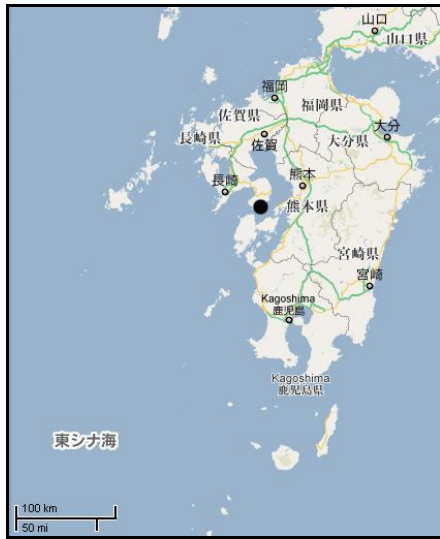 山口
山口県
福岡
福岡県
佐賀県
大分
長崎県
佐賀
大分県
長崎
熊本
熊本県
宮崎県
宮崎
Kagoshima
鹿児島
Kagoshima
鹿児島県
東シナ海
100 km
50 mi